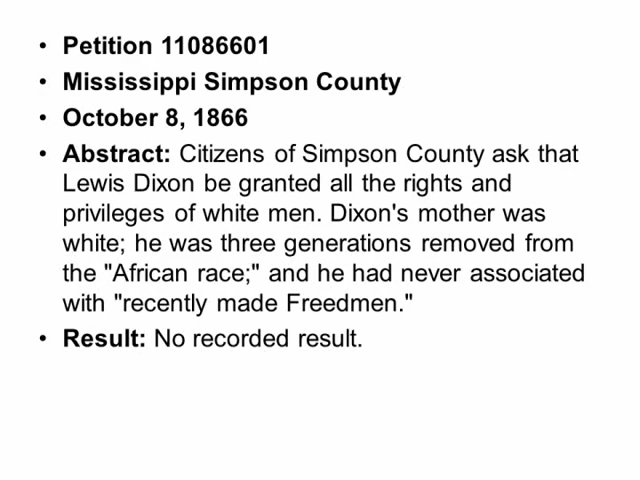 • Petition 11086601
• Mississippi Simpson County
• October 8, 1866
• Abstract: Citizens of Simpson County ask that
Lewis Dixon be granted all the rights and
privileges of white men. Dixon's mother was
white; he was three generations removed from
the "African race;" and he had never associated
with "recently made Freedmen."
• Result: No recorded result.